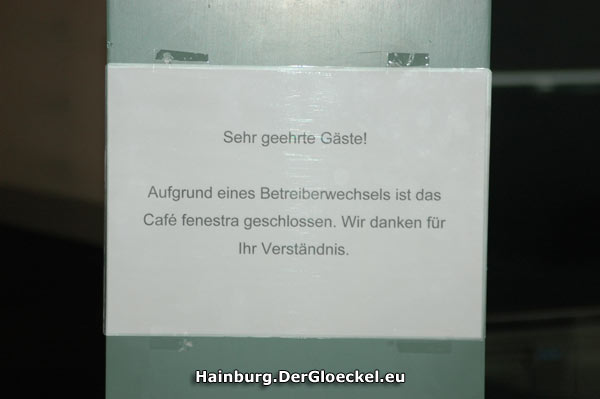 Sehr geehrte Gäste!
Aufgrund eines Betreiberwechsels ist das
Café fenestra geschlossen. Wir danken für
Ihr Verständnis.
Hainburg.DerGloeckel.eu